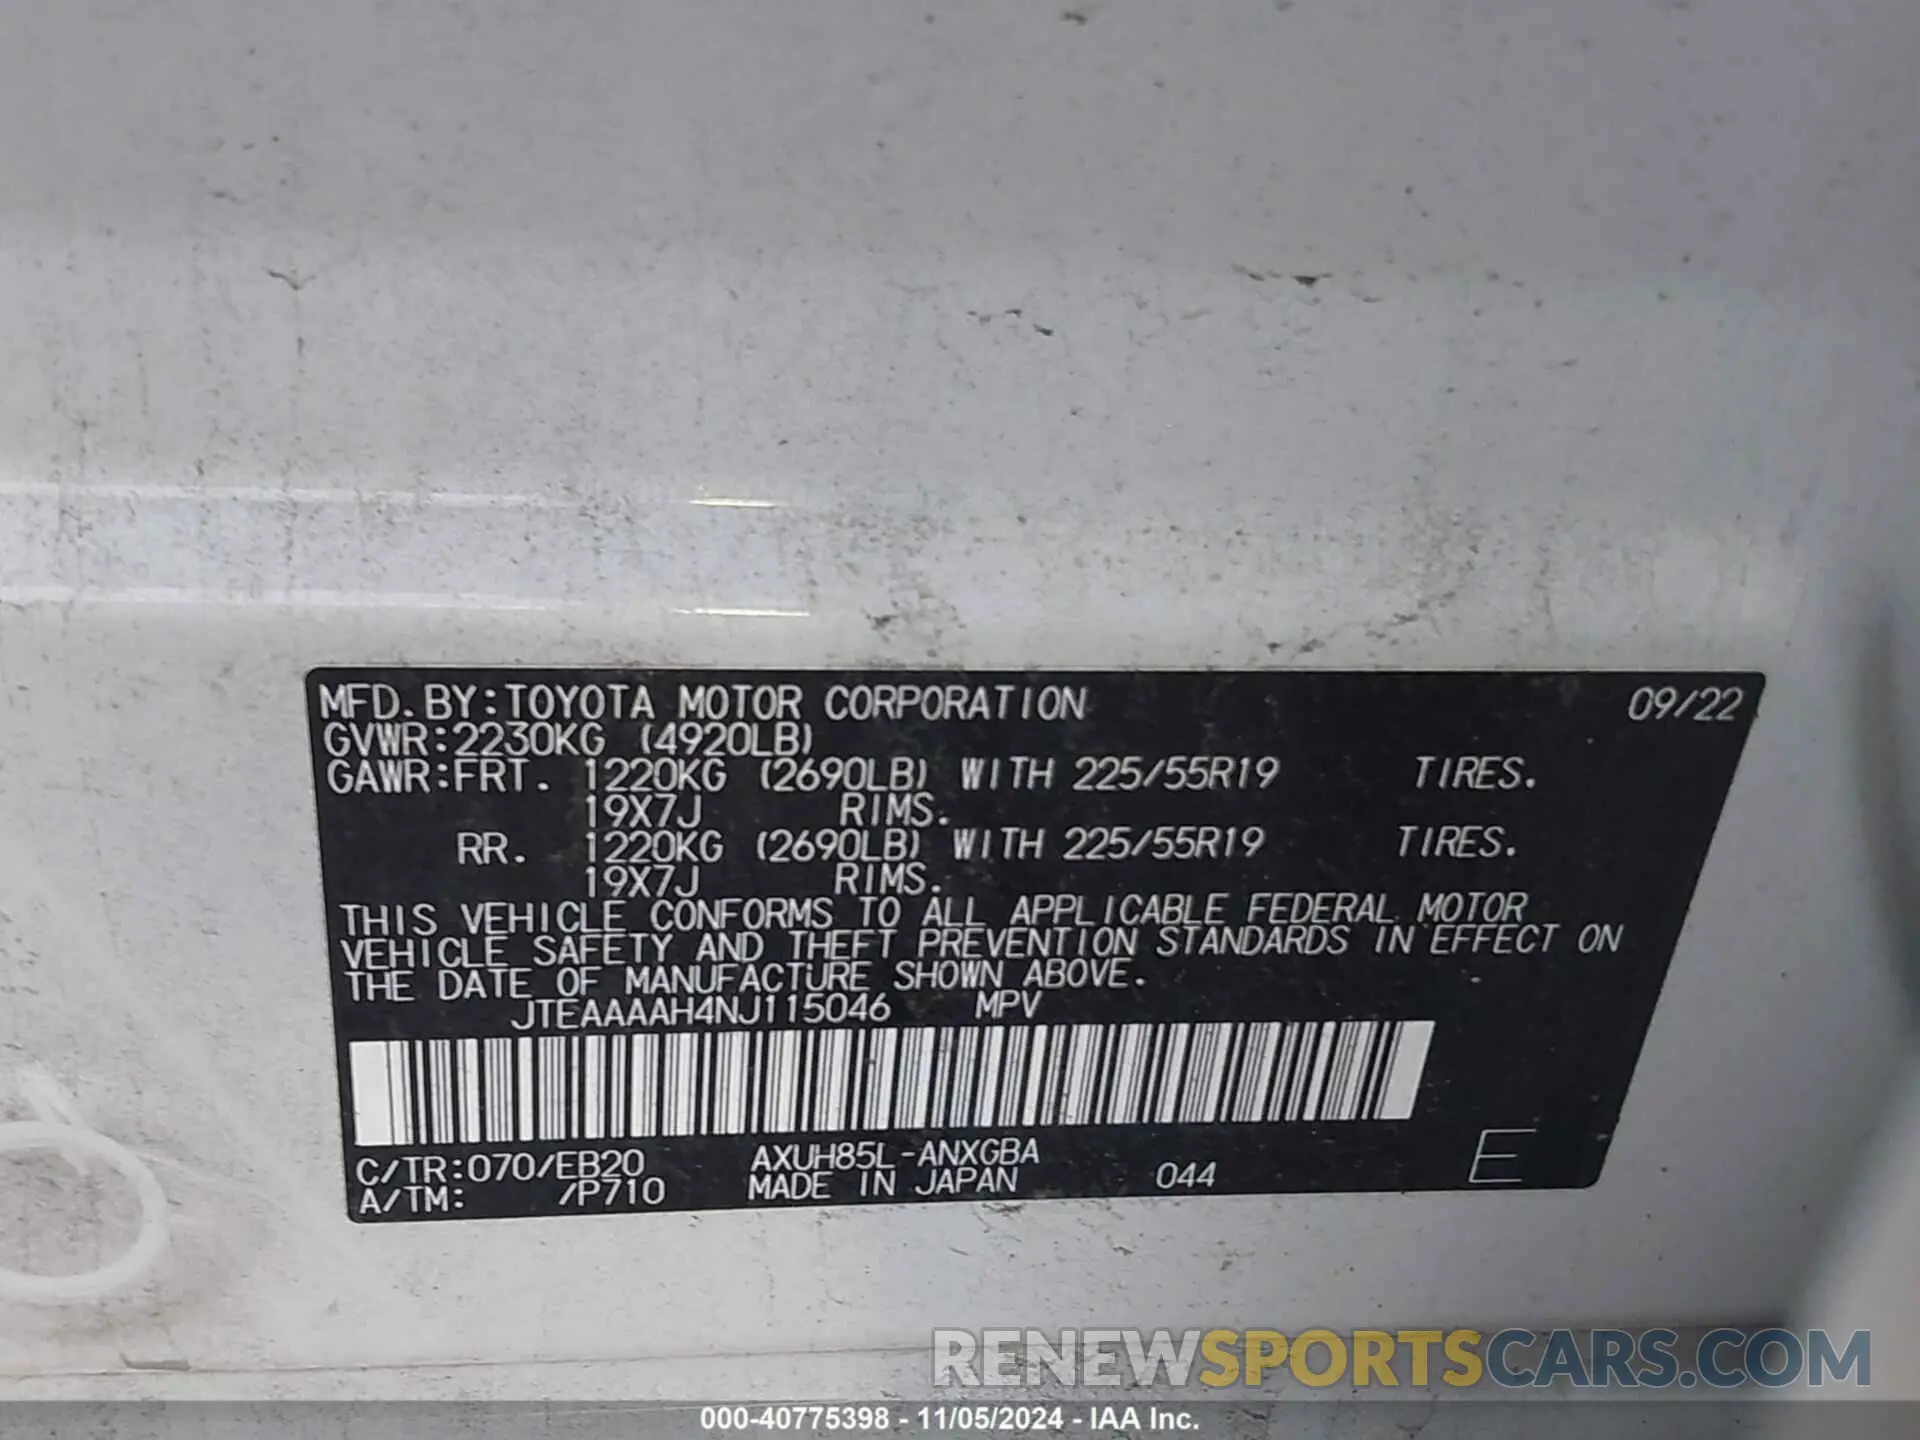 MFD. BY: TOYOTA MOTOR CORPORATION 09/22
GVWR:2230KG (4920LB)
GAWR:FRT. 1220KG (2690LB) WITH 225/55R19 TIRES.
19X7J RIMS.
RR. 1220KG (2690LB) WITH 225/55R19 TIRES.
19X7J RIMS.
THIS VEHICLE CONFORMS TO ALL APPLICABLE FEDERAL MOTOR
VEHICLE SAFETY AND THEFT PREVENTION STANDARDS IN EFFECT ON
THE DATE OF MANUFACTURE SHOWN ABOVE.
JTEAAAAH4NJ115046 MPV
C/TR:070/EB20 AXUH85L-ANXGBA
A/TM: /P710 MADE IN JAPAN 044 E
RENEWSPORTSCARS.COM
000-40775398 - 11/05/2024 - IAA Inc.